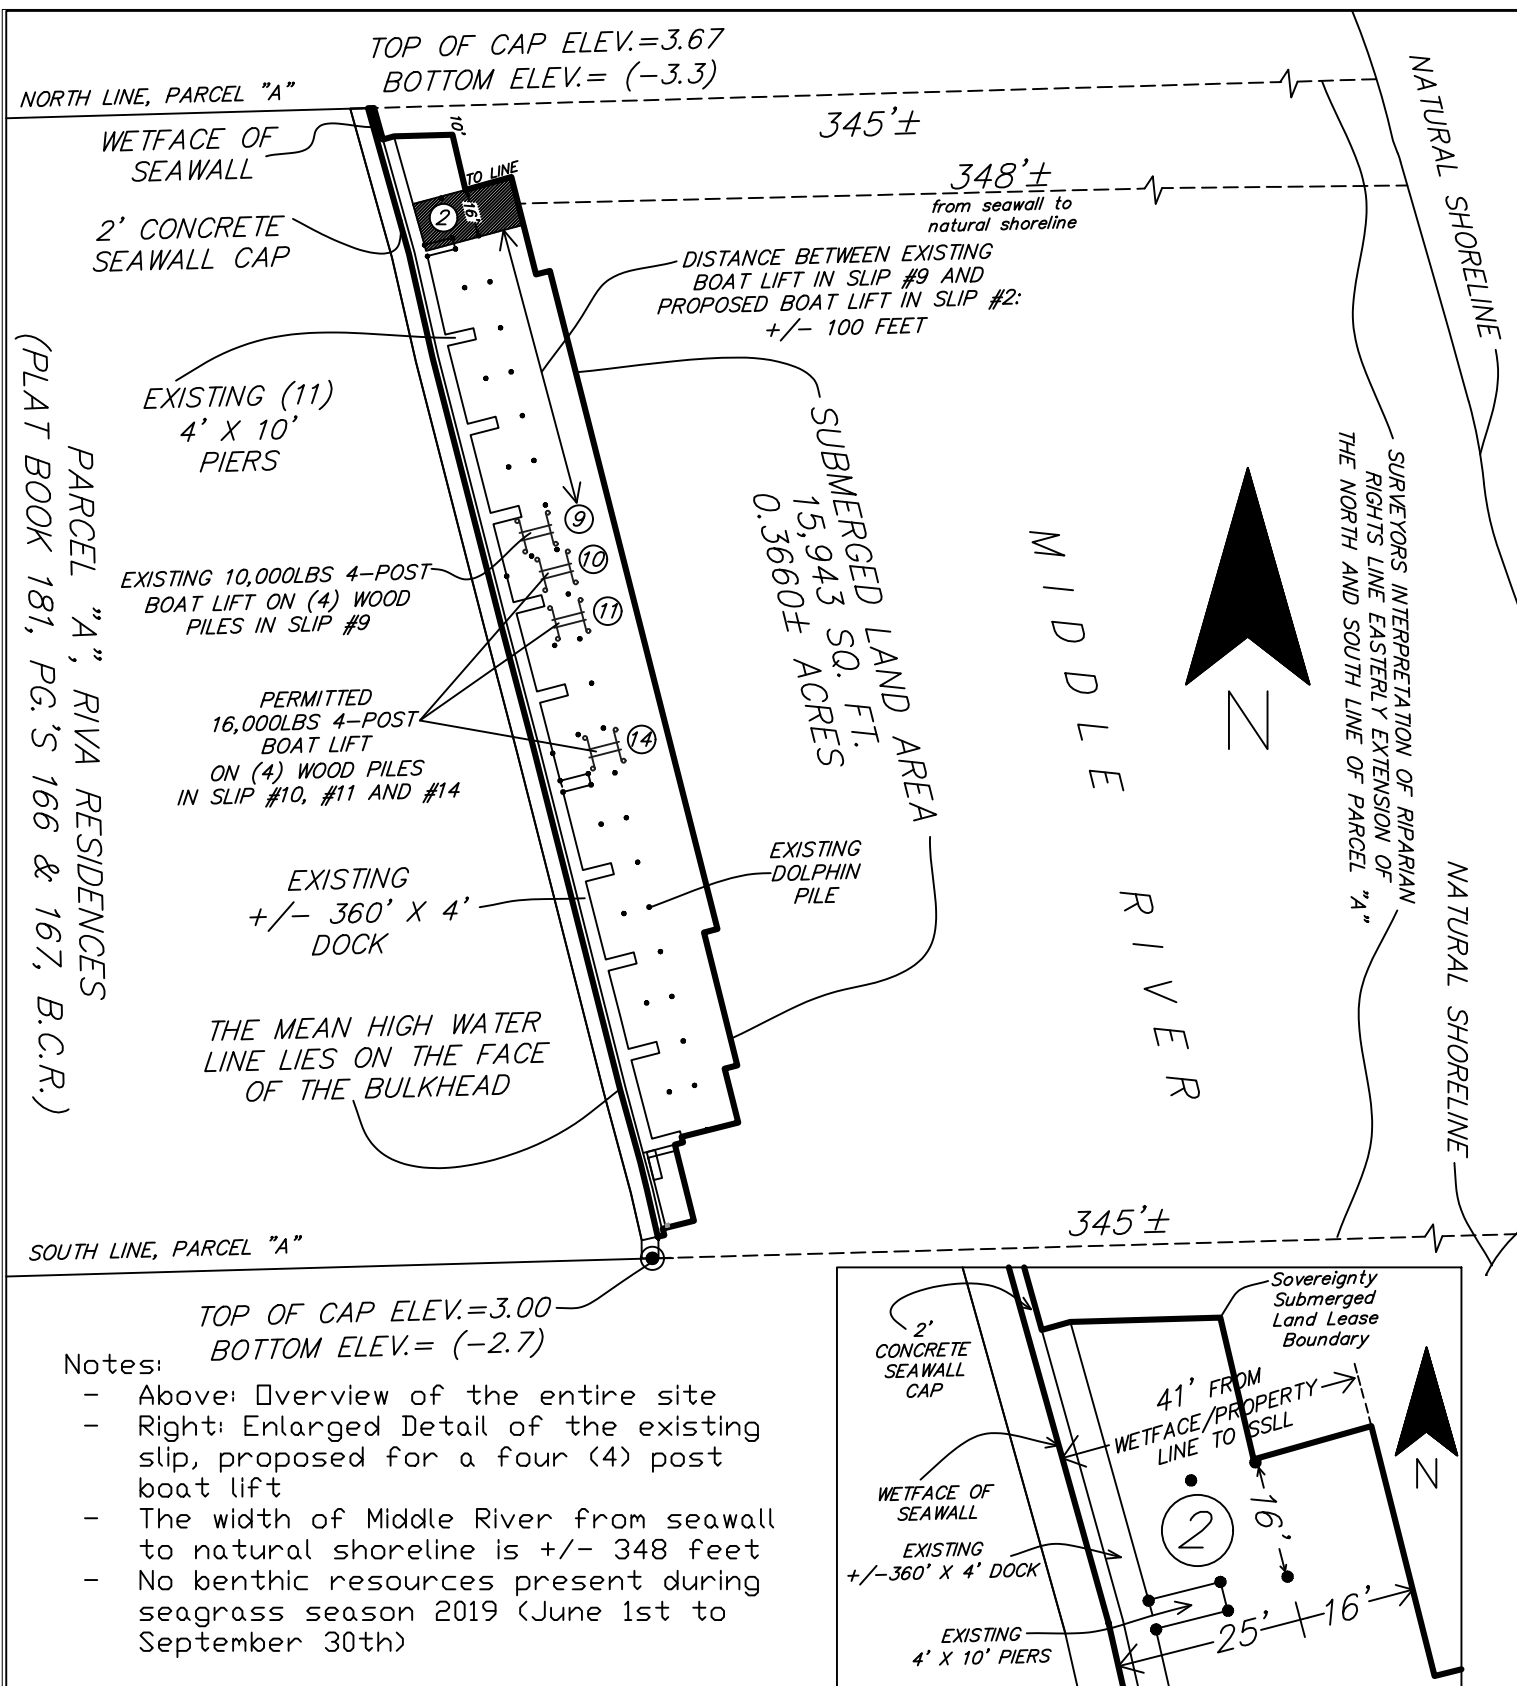 TOP OF CAP ELEV.=3.67
BOTTOM ELEV.= (-3.3)
NORTH LINE, PARCEL "A"
WETFACE OF
SEAWALL
2' CONCRETE
SEAWALL CAP
10'
TO LINE
2
16'
345'±
348'±
from seawall to
natural shoreline
NATURAL SHORELINE
DISTANCE BETWEEN EXISTING
BOAT LIFT IN SLIP #9 AND
PROPOSED BOAT LIFT IN SLIP #2:
+/- 100 FEET
EXISTING (11)
4' X 10'
PIERS
PARCEL "A", RIVA RESIDENCES
(PLAT BOOK 181, PG.'S 166 & 167, B.C.R.)
SUBMERGED LAND AREA
15,943 SQ. FT.
0.3660± ACRES
9
10
11
14
EXISTING 10,000LBS 4-POST
BOAT LIFT ON (4) WOOD
PILES IN SLIP #9
PERMITTED
16,000LBS 4-POST
BOAT LIFT
ON (4) WOOD PILES
IN SLIP #10, #11 AND #14
MIDDLE RIVER
N
SURVEYORS INTERPRETATION OF RIPARIAN
RIGHTS LINE EASTERLY EXTENSION OF
THE NORTH AND SOUTH LINE OF PARCEL "A"
EXISTING
DOLPHIN
PILE
EXISTING
+/- 360' X 4'
DOCK
NATURAL SHORELINE
THE MEAN HIGH WATER
LINE LIES ON THE FACE
OF THE BULKHEAD
SOUTH LINE, PARCEL "A"
345'±
TOP OF CAP ELEV.=3.00
BOTTOM ELEV.= (-2.7)
Notes:
- Above: Overview of the entire site
- Right: Enlarged Detail of the existing
slip, proposed for a four (4) post
boat lift
- The width of Middle River from seawall
to natural shoreline is +/- 348 feet
- No benthic resources present during
seagrass season 2019 (June 1st to
September 30th)
Sovereignty
Submerged
Land Lease
Boundary
2'
CONCRETE
SEAWALL
CAP
41' FROM
WETFACE/PROPERTY
LINE TO SSLL
N
WETFACE OF
SEAWALL
2
16'
EXISTING
+/-360' X 4' DOCK
EXISTING
4' X 10' PIERS
25'
16'